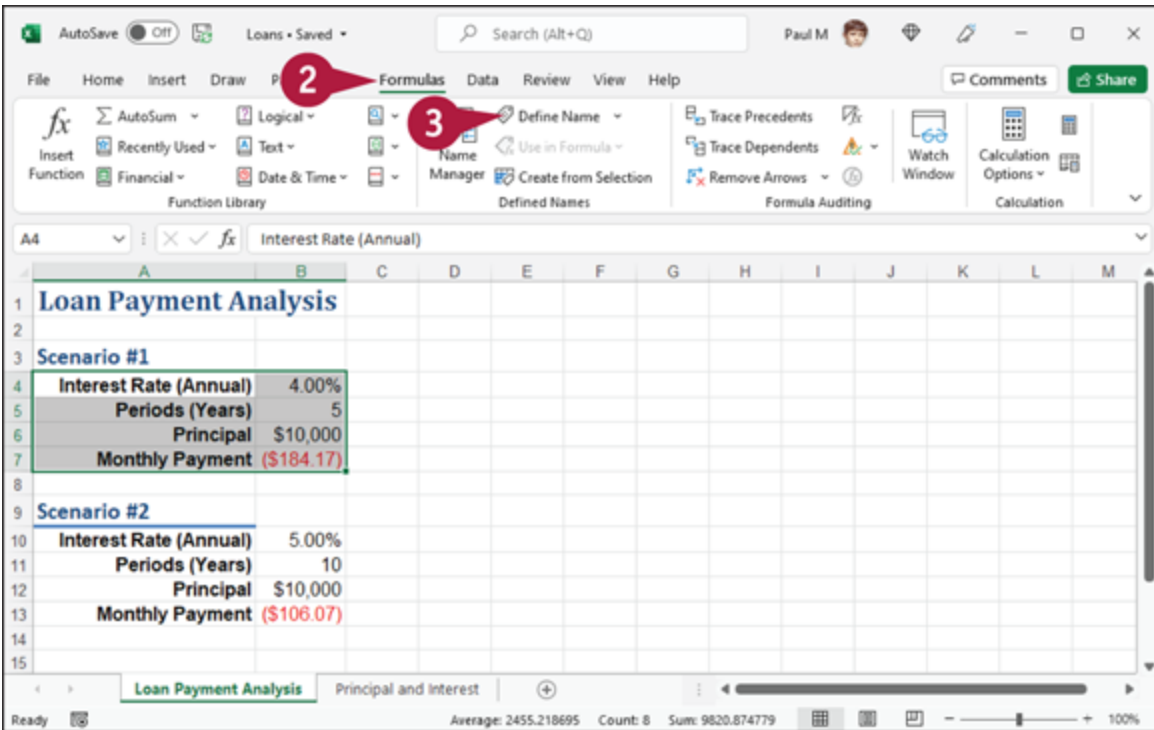 AutoSave Off Loans • Saved Search (Alt+Q) Paul M
File Home Insert Draw P 2 Formulas Data Review View Help Comments Share
fx Insert Function
AutoSum
Recently Used
Financial
Logical
Text
Date & Time
Function Library
3
Name Manager
Define Name
Use in Formula
Create from Selection
Defined Names
Trace Precedents
Trace Dependents
Remove Arrows
Formula Auditing
Watch Window
Calculation Options
Calculation
A4 fx Interest Rate (Annual)
A B C D E F G H I J K L M
1 Loan Payment Analysis
2
3 Scenario #1
4 Interest Rate (Annual) 4.00%
5 Periods (Years) 5
6 Principal $10,000
7 Monthly Payment ($184.17)
8
9 Scenario #2
10 Interest Rate (Annual) 5.00%
11 Periods (Years) 10
12 Principal $10,000
13 Monthly Payment ($106.07)
14
15
Loan Payment Analysis Principal and Interest
Ready Average: 2455.218695 Count: 8 Sum: 9820.874779 100%